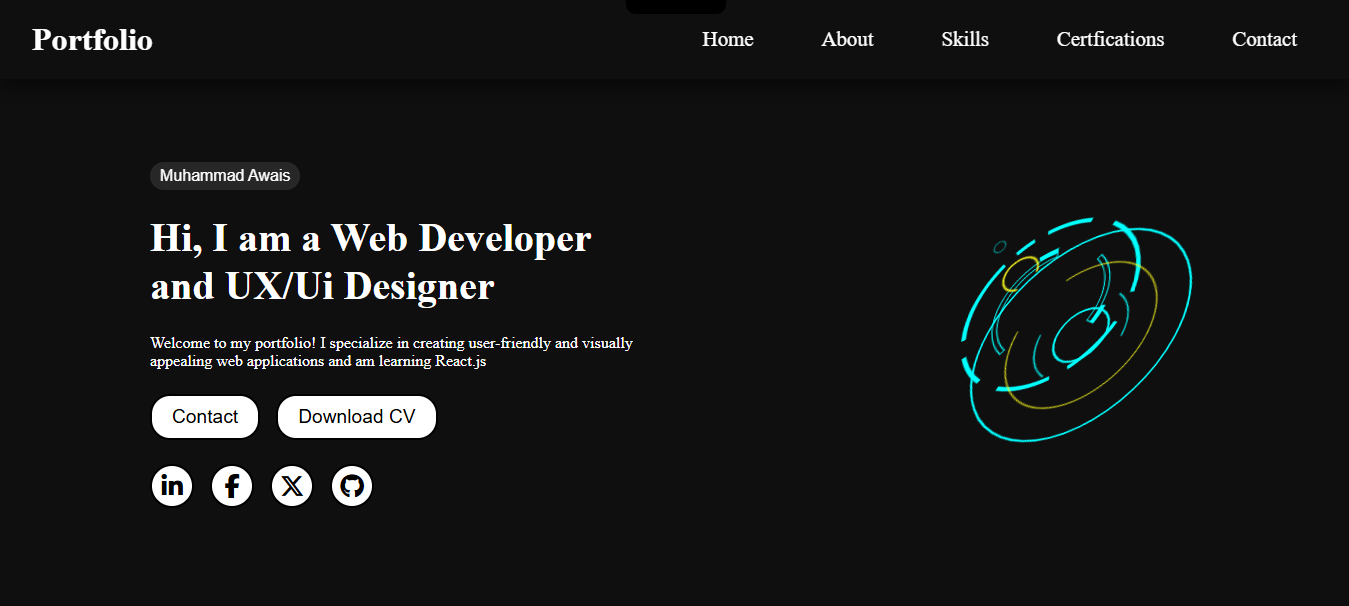 Portfolio
Home
About
Skills
Certfications
Contact
Muhammad Awais
Hi, I am a Web Developer
and UX/Ui Designer
Welcome to my portfolio! I specialize in creating user-friendly and visually
appealing web applications and am learning React.js
Contact
Download CV